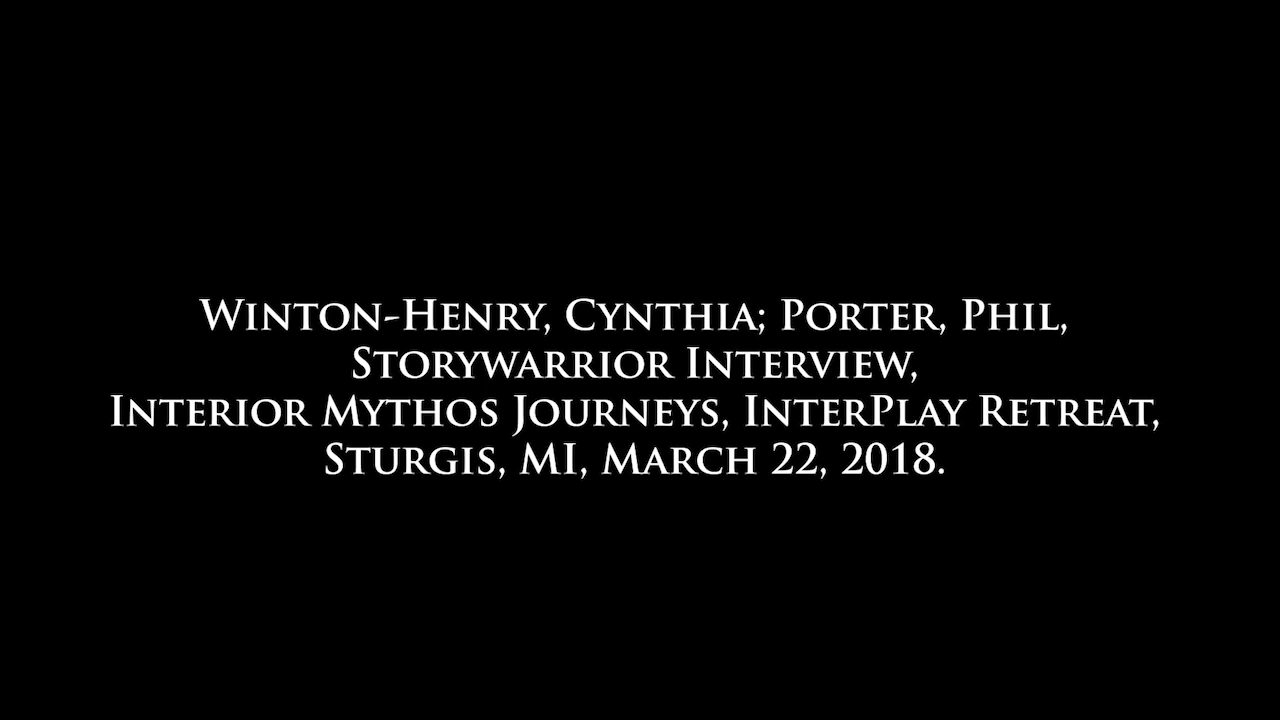 Winton-Henry, Cynthia; Porter, Phil,
Storywarrior Interview,
Interior Mythos Journeys, InterPlay Retreat,
Sturgis, MI, March 22, 2018.